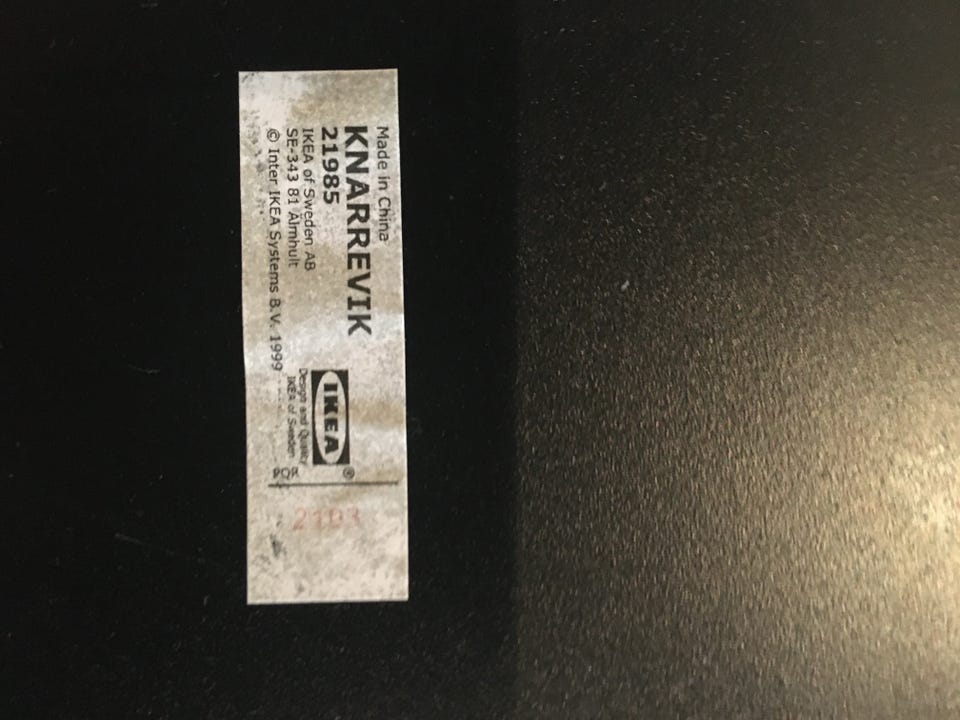 Made in China
KNARREVIK
21985
IKEA of Sweden AB
SE-343 81 Älmhult
© Inter IKEA Systems B.V. 1999
IKEA®
Design and Quality
IKEA of Sweden
2103